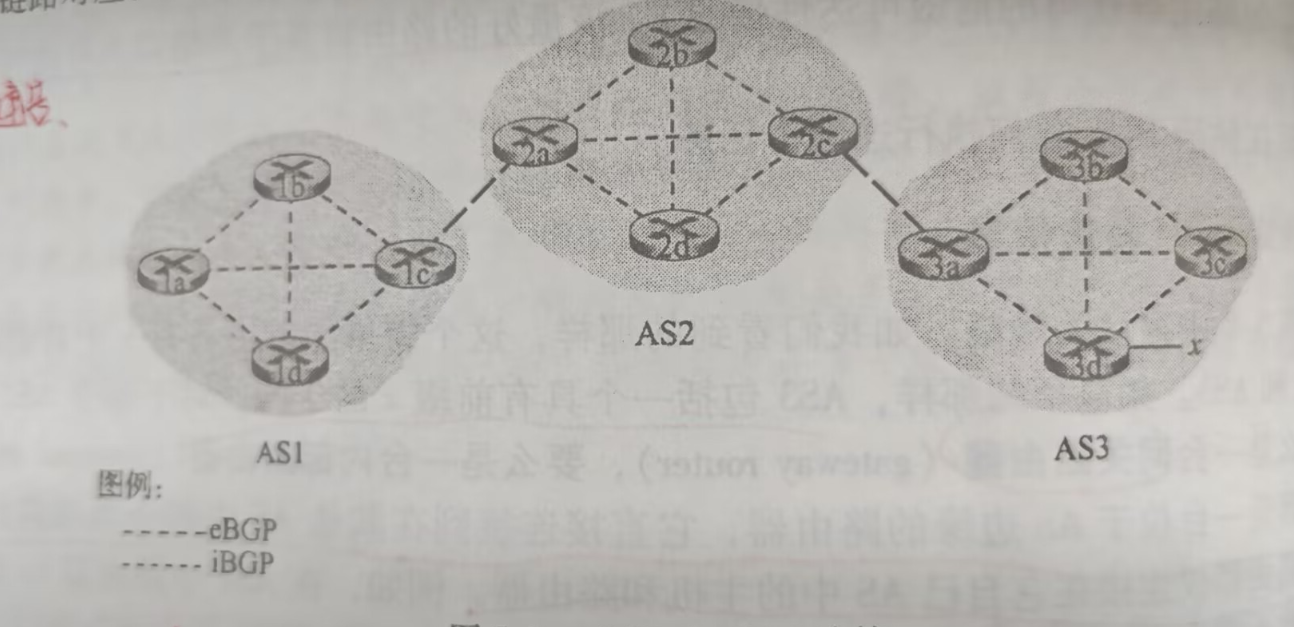 2b
2a
2c
2d
AS2
1b
1a
1c
1d
AS1
3b
3a
3c
3d
x
AS3
图例：
-----eBGP
------ iBGP